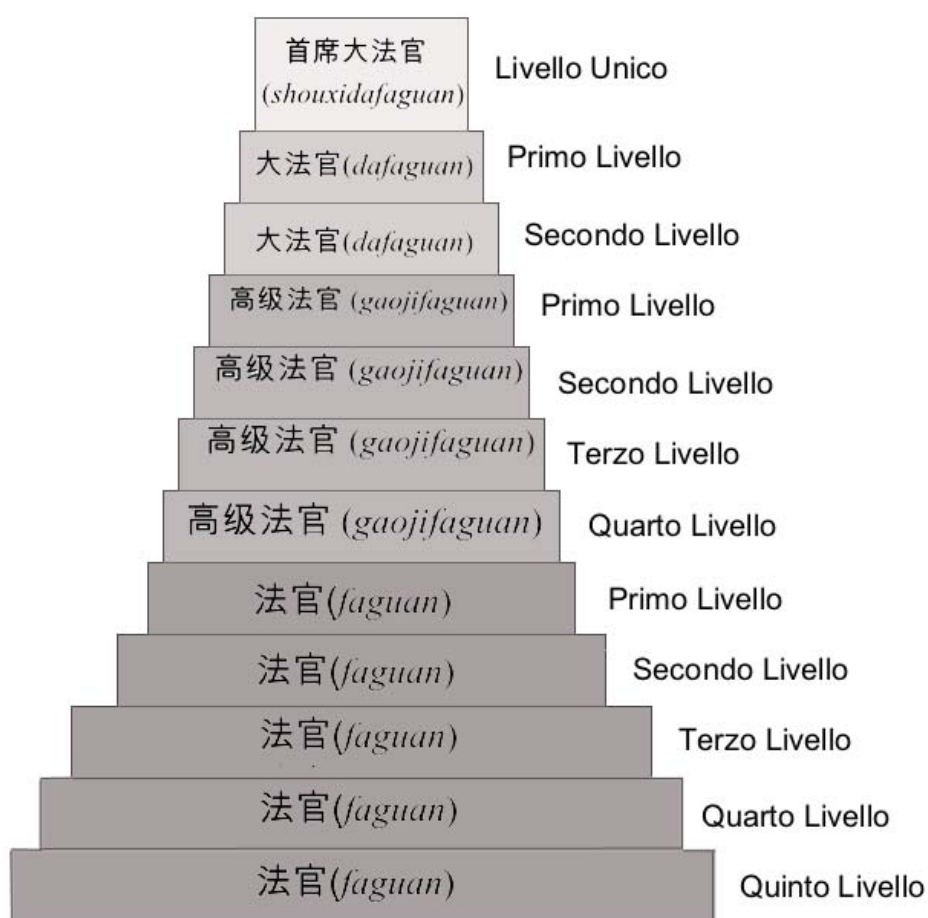 首席大法官
(shouxidafaguan)
Livello Unico
大法官(dafaguan)
Primo Livello
大法官(dafaguan)
Secondo Livello
高级法官 (gaojifaguan)
Primo Livello
高级法官 (gaojifaguan)
Secondo Livello
高级法官 (gaojifaguan)
Terzo Livello
高级法官 (gaojifaguan)
Quarto Livello
法官(faguan)
Primo Livello
法官(faguan)
Secondo Livello
法官(faguan)
Terzo Livello
法官(faguan)
Quarto Livello
法官(faguan)
Quinto Livello